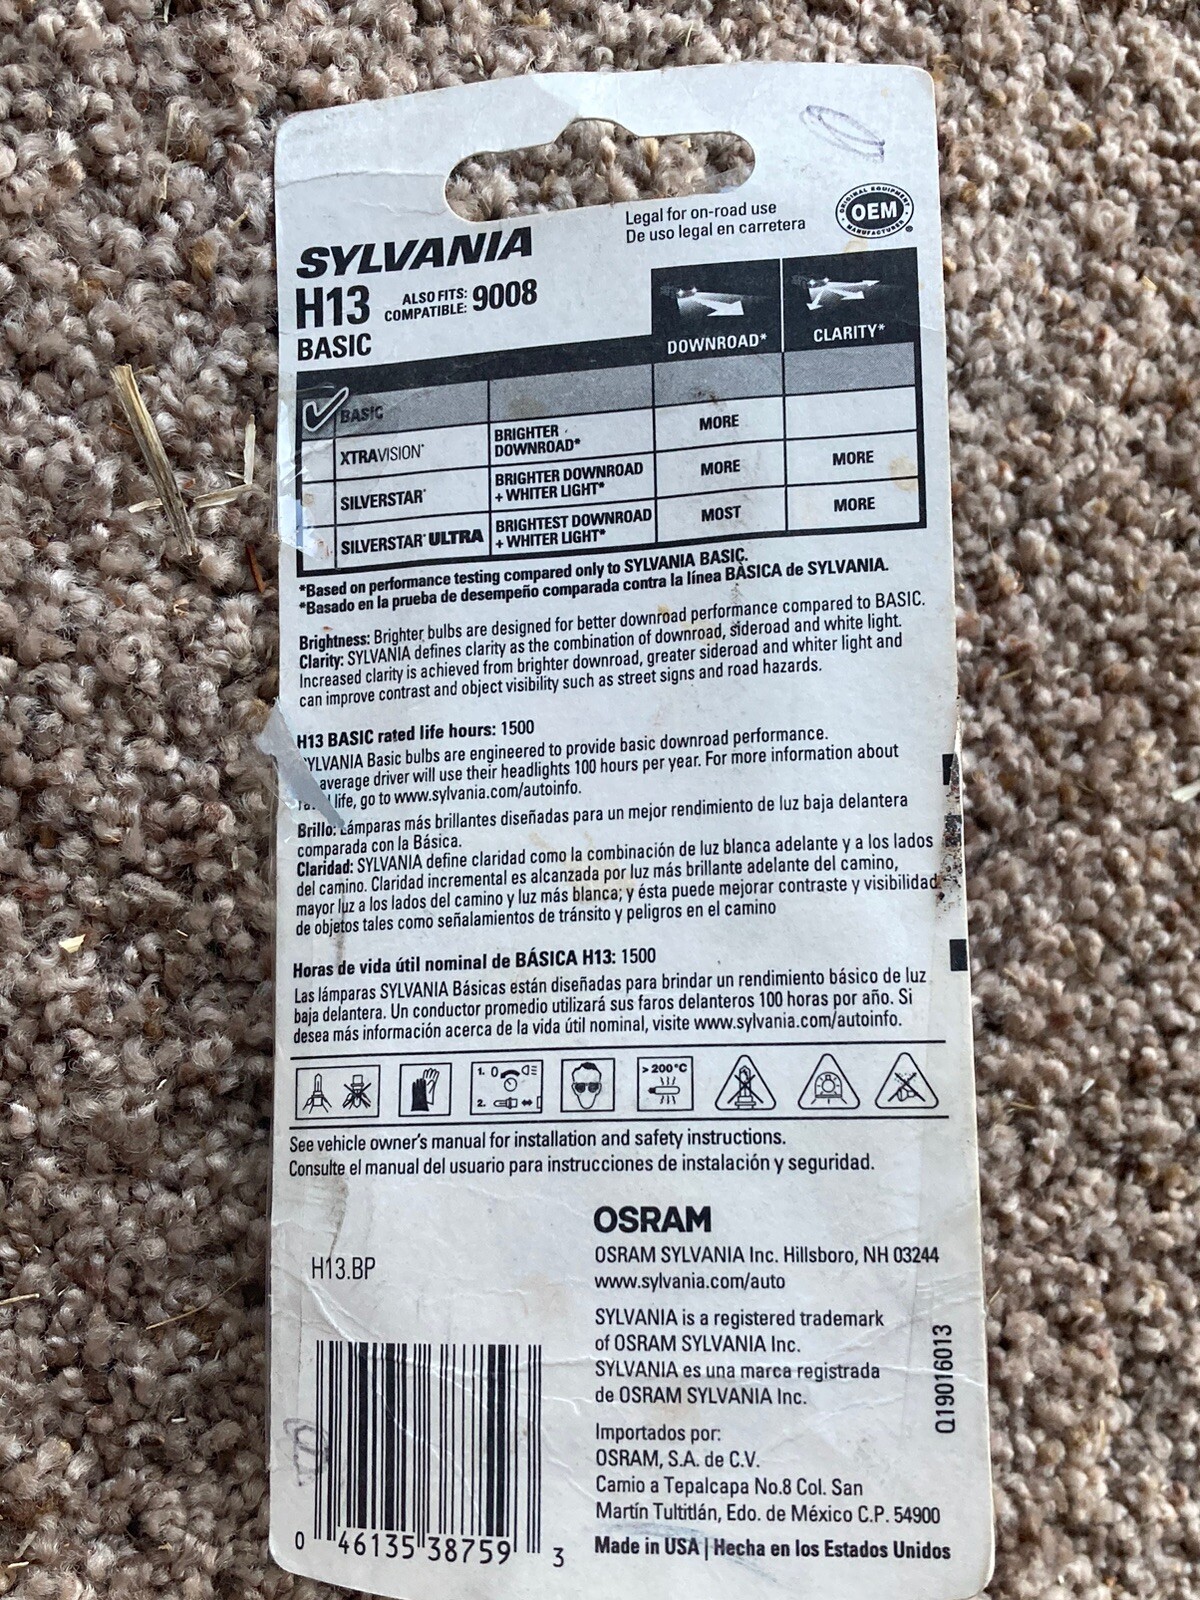 Legal for on-road use
De uso legal en carretera
ORIGINAL EQUIPMENT
OEM
MANUFACTURER
SYLVANIA
H13 ALSO FITS: COMPATIBLE: 9008
BASIC
DOWNROAD* CLARITY*
BASIC
XTRAVISION* BRIGHTER DOWNROAD* MORE
SILVERSTAR* BRIGHTER DOWNROAD + WHITER LIGHT* MORE MORE
SILVERSTAR* ULTRA BRIGHTEST DOWNROAD + WHITER LIGHT* MOST MORE
*Based on performance testing compared only to SYLVANIA BASIC.
*Basado en la prueba de desempeño comparada contra la línea BÁSICA de SYLVANIA.
Brightness: Brighter bulbs are designed for better downroad performance compared to BASIC.
Clarity: SYLVANIA defines clarity as the combination of downroad, sideroad and white light.
Increased clarity is achieved from brighter downroad, greater sideroad and whiter light and
can improve contrast and object visibility such as street signs and road hazards.
H13 BASIC rated life hours: 1500
YLVANIA Basic bulbs are engineered to provide basic downroad performance.
average driver will use their headlights 100 hours per year. For more information about
life, go to www.sylvania.com/autoinfo.
Brillo: Lámparas más brillantes diseñadas para un mejor rendimiento de luz baja delantera
comparada con la Básica.
Claridad: SYLVANIA define claridad como la combinación de luz blanca adelante y a los lados
del camino. Claridad incremental es alcanzada por luz más brillante adelante del camino,
mayor luz a los lados del camino y luz más blanca; y ésta puede mejorar contraste y visibilidad
de objetos tales como señalamientos de tránsito y peligros en el camino
Horas de vida útil nominal de BÁSICA H13: 1500
Las lámparas SYLVANIA Básicas están diseñadas para brindar un rendimiento básico de luz
baja delantera. Un conductor promedio utilizará sus faros delanteros 100 horas por año. Si
desea más información acerca de la vida útil nominal, visite www.sylvania.com/autoinfo.
1. 0
2.
>200°C
See vehicle owner's manual for installation and safety instructions.
Consulte el manual del usuario para instrucciones de instalación y seguridad.
OSRAM
OSRAM SYLVANIA Inc. Hillsboro, NH 03244
www.sylvania.com/auto
H13.BP
SYLVANIA is a registered trademark
of OSRAM SYLVANIA Inc.
SYLVANIA es una marca registrada
de OSRAM SYLVANIA Inc.
Importados por:
OSRAM, S.A. de C.V.
Camio a Tepalcapa No.8 Col. San
Martín Tultitlán, Edo. de México C.P. 54900
Made in USA | Hecha en los Estados Unidos
Q19016013
0 46135 38759 3